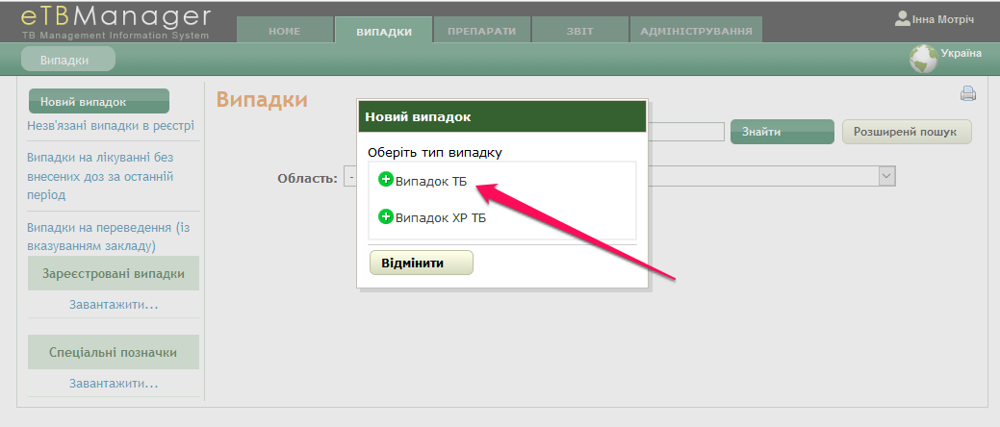 eTBManager
TB Management Information System
HOME
ВИПАДКИ
ПРЕПАРАТИ
ЗВІТ
АДМІНІСТРУВАННЯ
Інна Мотріч
Випадки
Україна
Новий випадок
Незв'язані випадки в реєстрі
Випадки на лікуванні без
внесених доз за останній
період
Випадки на переведення (із
вказуванням закладу)
Зареєстровані випадки
Завантажити...
Спеціальні позначки
Завантажити...
Випадки
Знайти
Розширеній пошук
Область:
-
Новий випадок
Оберіть тип випадку
Випадок ТБ
Випадок ХР ТБ
Відмінити